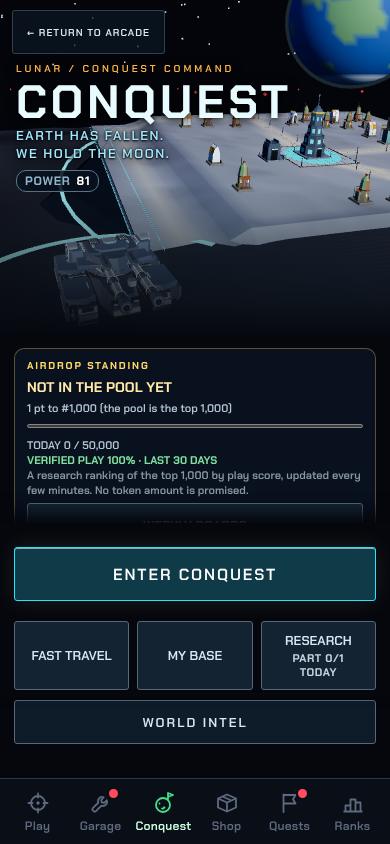 ← RETURN TO ARCADE
LUNAR / CONQUEST COMMAND
CONQUEST
EARTH HAS FALLEN.
WE HOLD THE MOON.
POWER 81
AIRDROP STANDING
NOT IN THE POOL YET
1 pt to #1,000 (the pool is the top 1,000)
TODAY 0 / 50,000
VERIFIED PLAY 100% · LAST 30 DAYS
A research ranking of the top 1,000 by play score, updated every
few minutes. No token amount is promised.
ENTER CONQUEST
FAST TRAVEL
MY BASE
RESEARCH
PART 0/1
TODAY
WORLD INTEL
Play
Garage
Conquest
Shop
Quests
Ranks